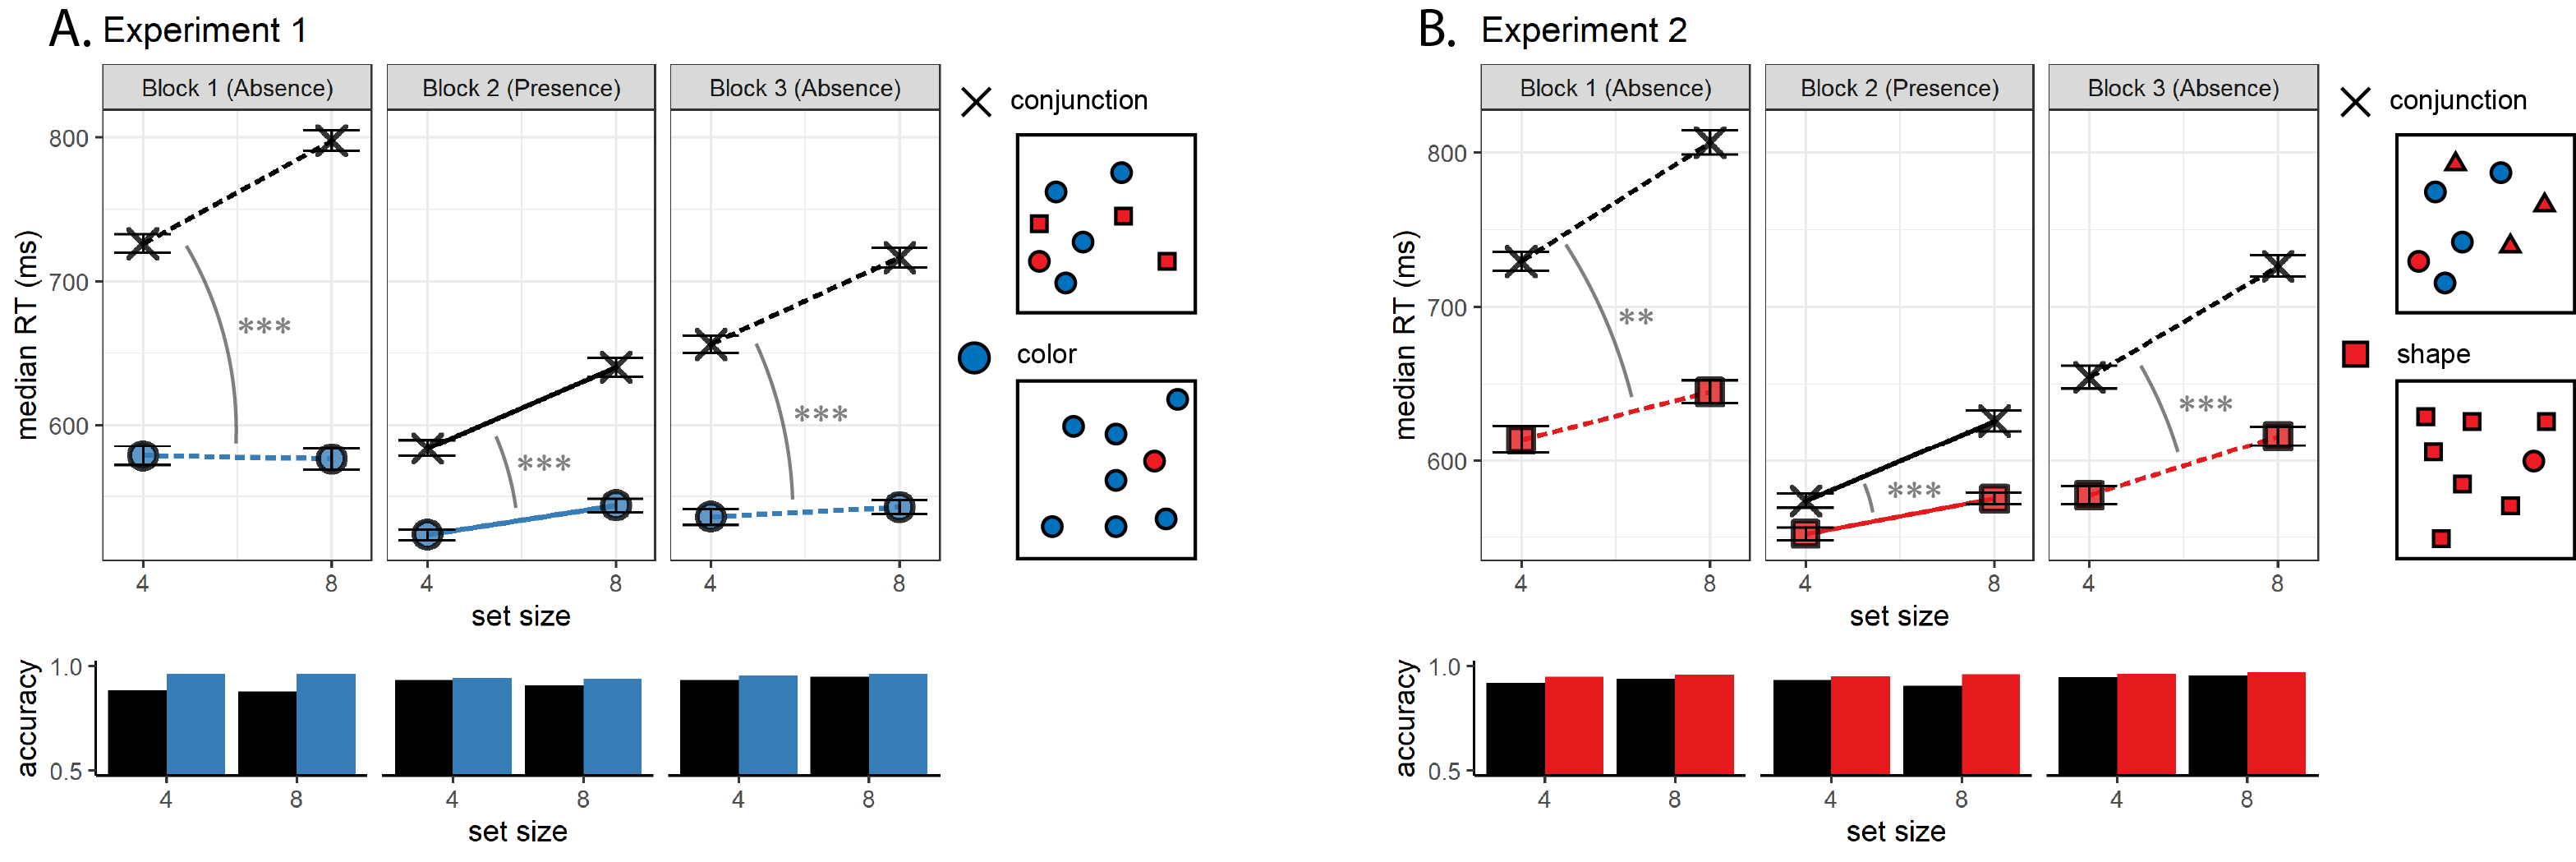 A. Experiment 1
Block 1 (Absence)
Block 2 (Presence)
Block 3 (Absence)
median RT (ms)
800
700
600
***
***
***
4
8
4
8
4
8
set size
conjunction
color
accuracy
1.0
0.5
4
8
4
8
4
8
set size
B. Experiment 2
Block 1 (Absence)
Block 2 (Presence)
Block 3 (Absence)
median RT (ms)
800
700
600
**
***
***
4
8
4
8
4
8
set size
conjunction
shape
accuracy
1.0
0.5
4
8
4
8
4
8
set size